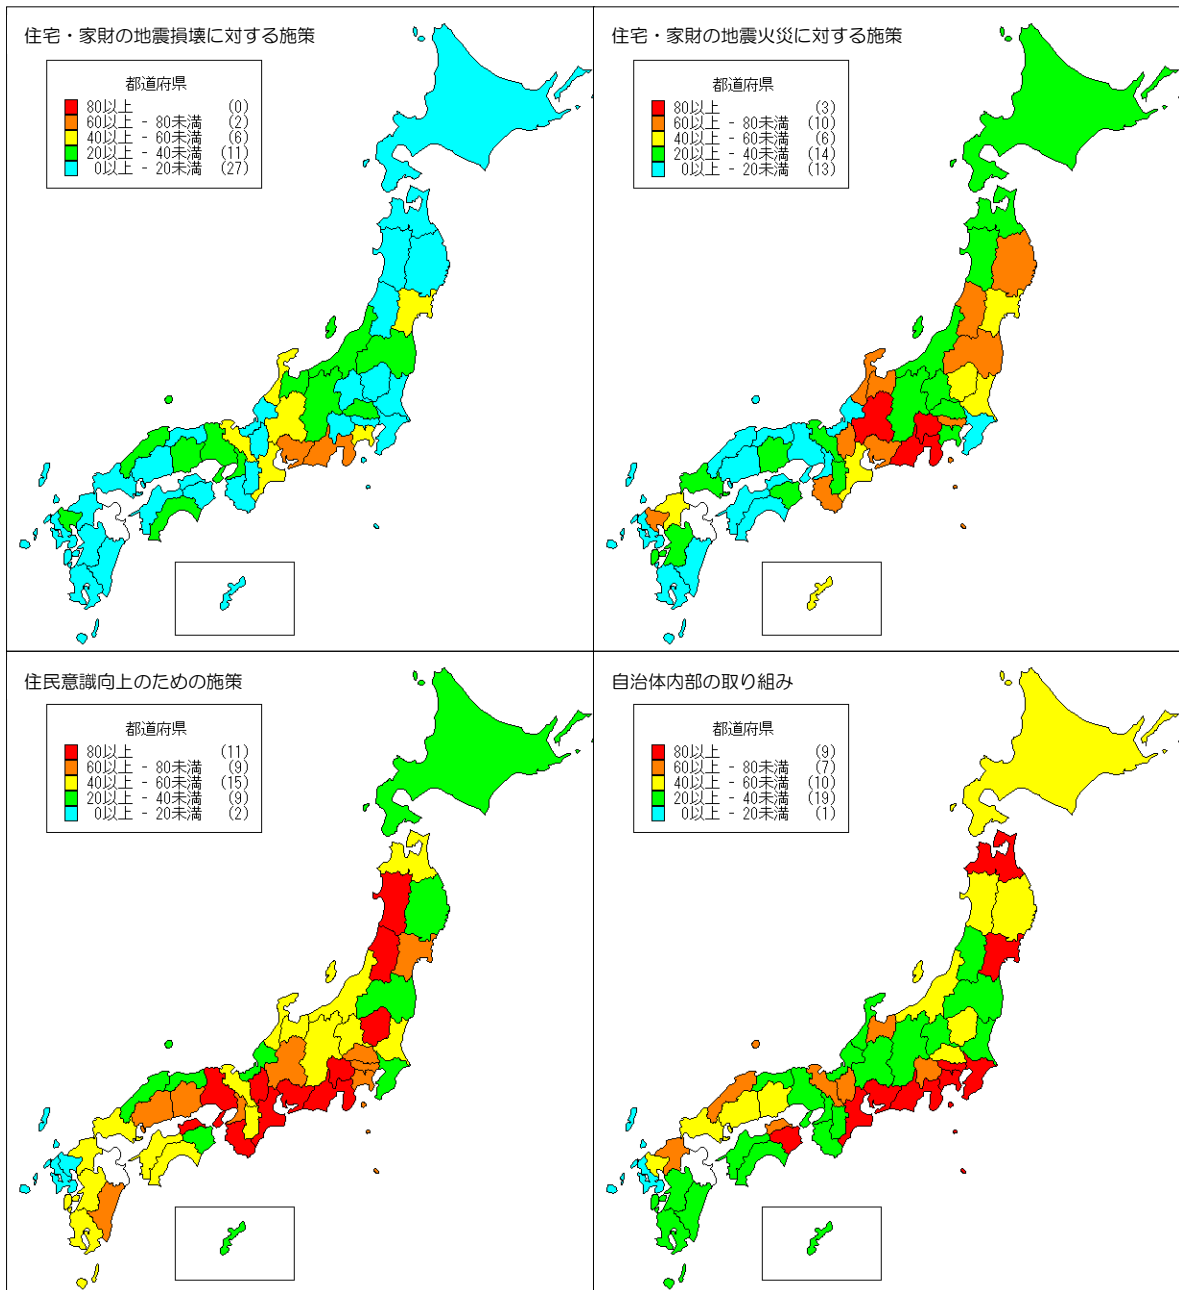 住宅・家財の地震損壊に対する施策
都道府県
80以上 (0)
60以上 - 80未満 (2)
40以上 - 60未満 (6)
20以上 - 40未満 (11)
0以上 - 20未満 (27)
住宅・家財の地震火災に対する施策
都道府県
80以上 (3)
60以上 - 80未満 (10)
40以上 - 60未満 (6)
20以上 - 40未満 (14)
0以上 - 20未満 (13)
住民意識向上のための施策
都道府県
80以上 (11)
60以上 - 80未満 (9)
40以上 - 60未満 (15)
20以上 - 40未満 (9)
0以上 - 20未満 (2)
自治体内部の取り組み
都道府県
80以上 (9)
60以上 - 80未満 (7)
40以上 - 60未満 (10)
20以上 - 40未満 (19)
0以上 - 20未満 (1)